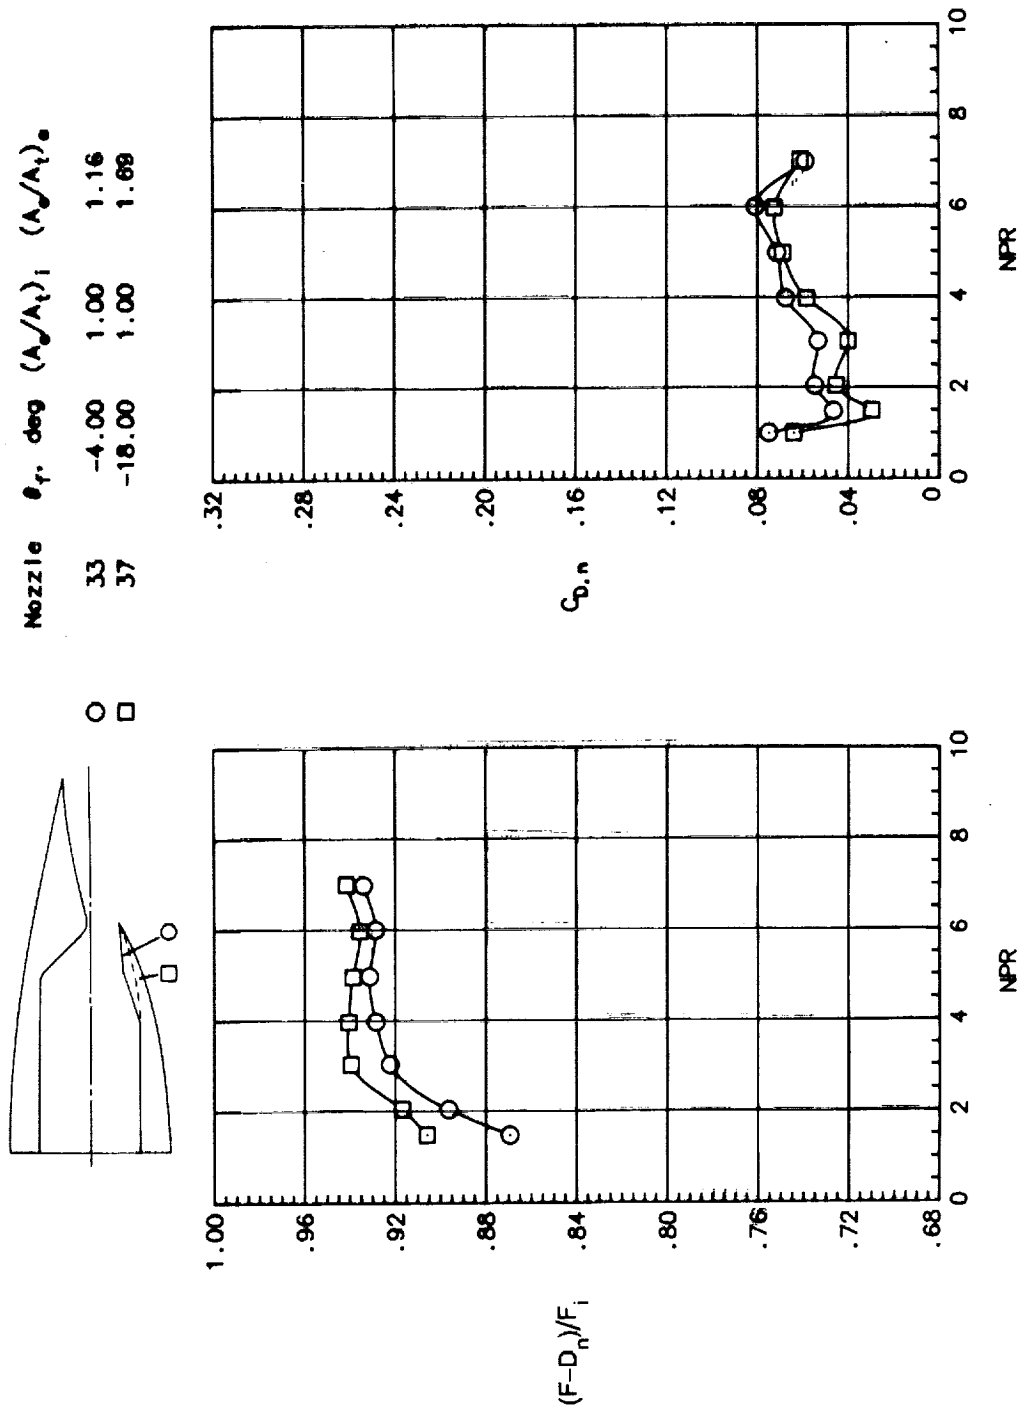 Nozzle θf, deg (Ae/At)i (Ae/At)e
33 -4.00 1.00 1.16
37 -18.00 1.00 1.69
1.00
.96
.92
.88
.84
.80
.76
.72
.68
(F-Dn)/Fi
0 2 4 6 8 10
NPR
.32
.28
.24
.20
.16
.08
.04
0
CD,n
0 2 4 6 8 10
NPR